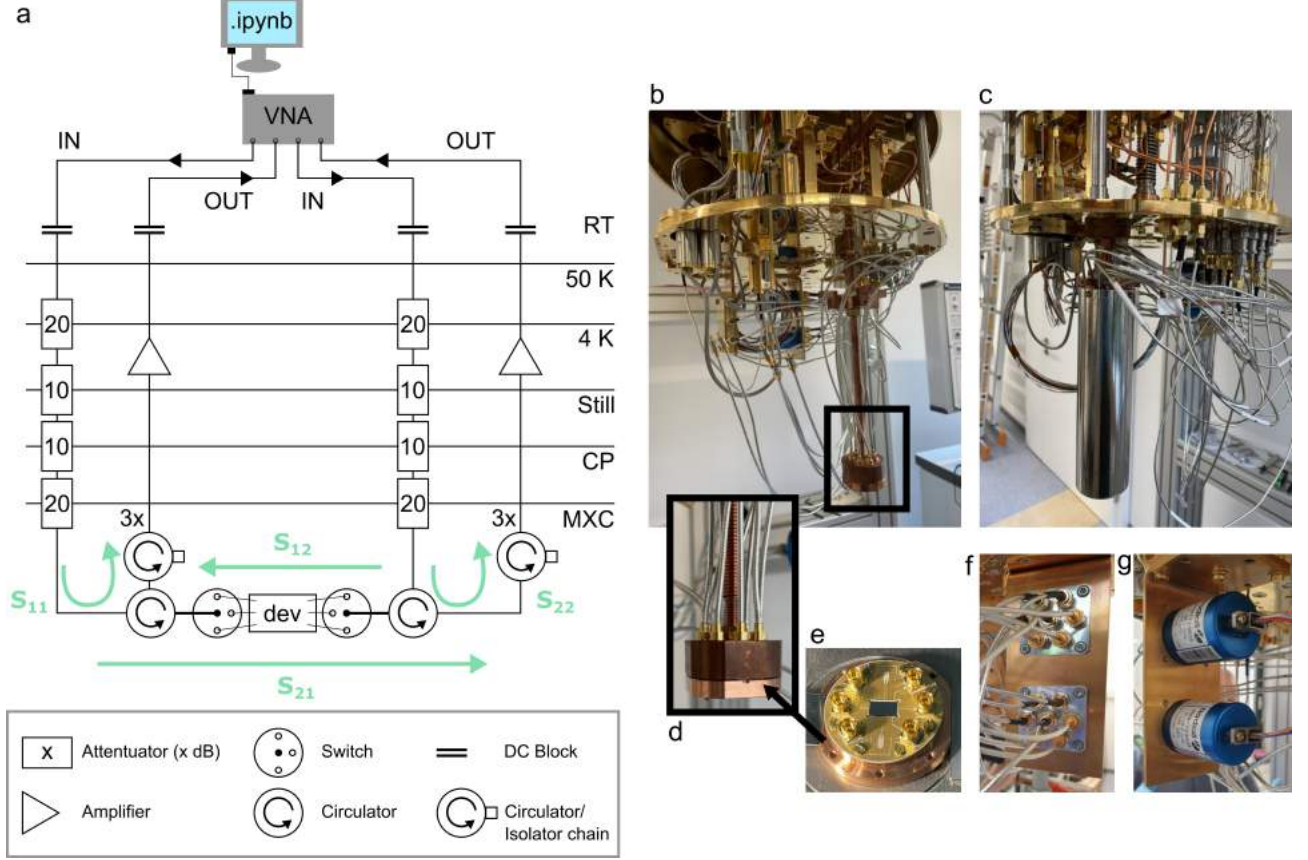 a
.ipynb
VNA
IN
OUT
OUT
IN
RT
50 K
20
20
4 K
10
10
Still
10
10
CP
20
20
MXC
3x
3x
S12
S11
S22
dev
S21
x
Attentuator (x dB)
Switch
DC Block
Amplifier
Circulator
Circulator/
Isolator chain
b
c
d
e
f
g